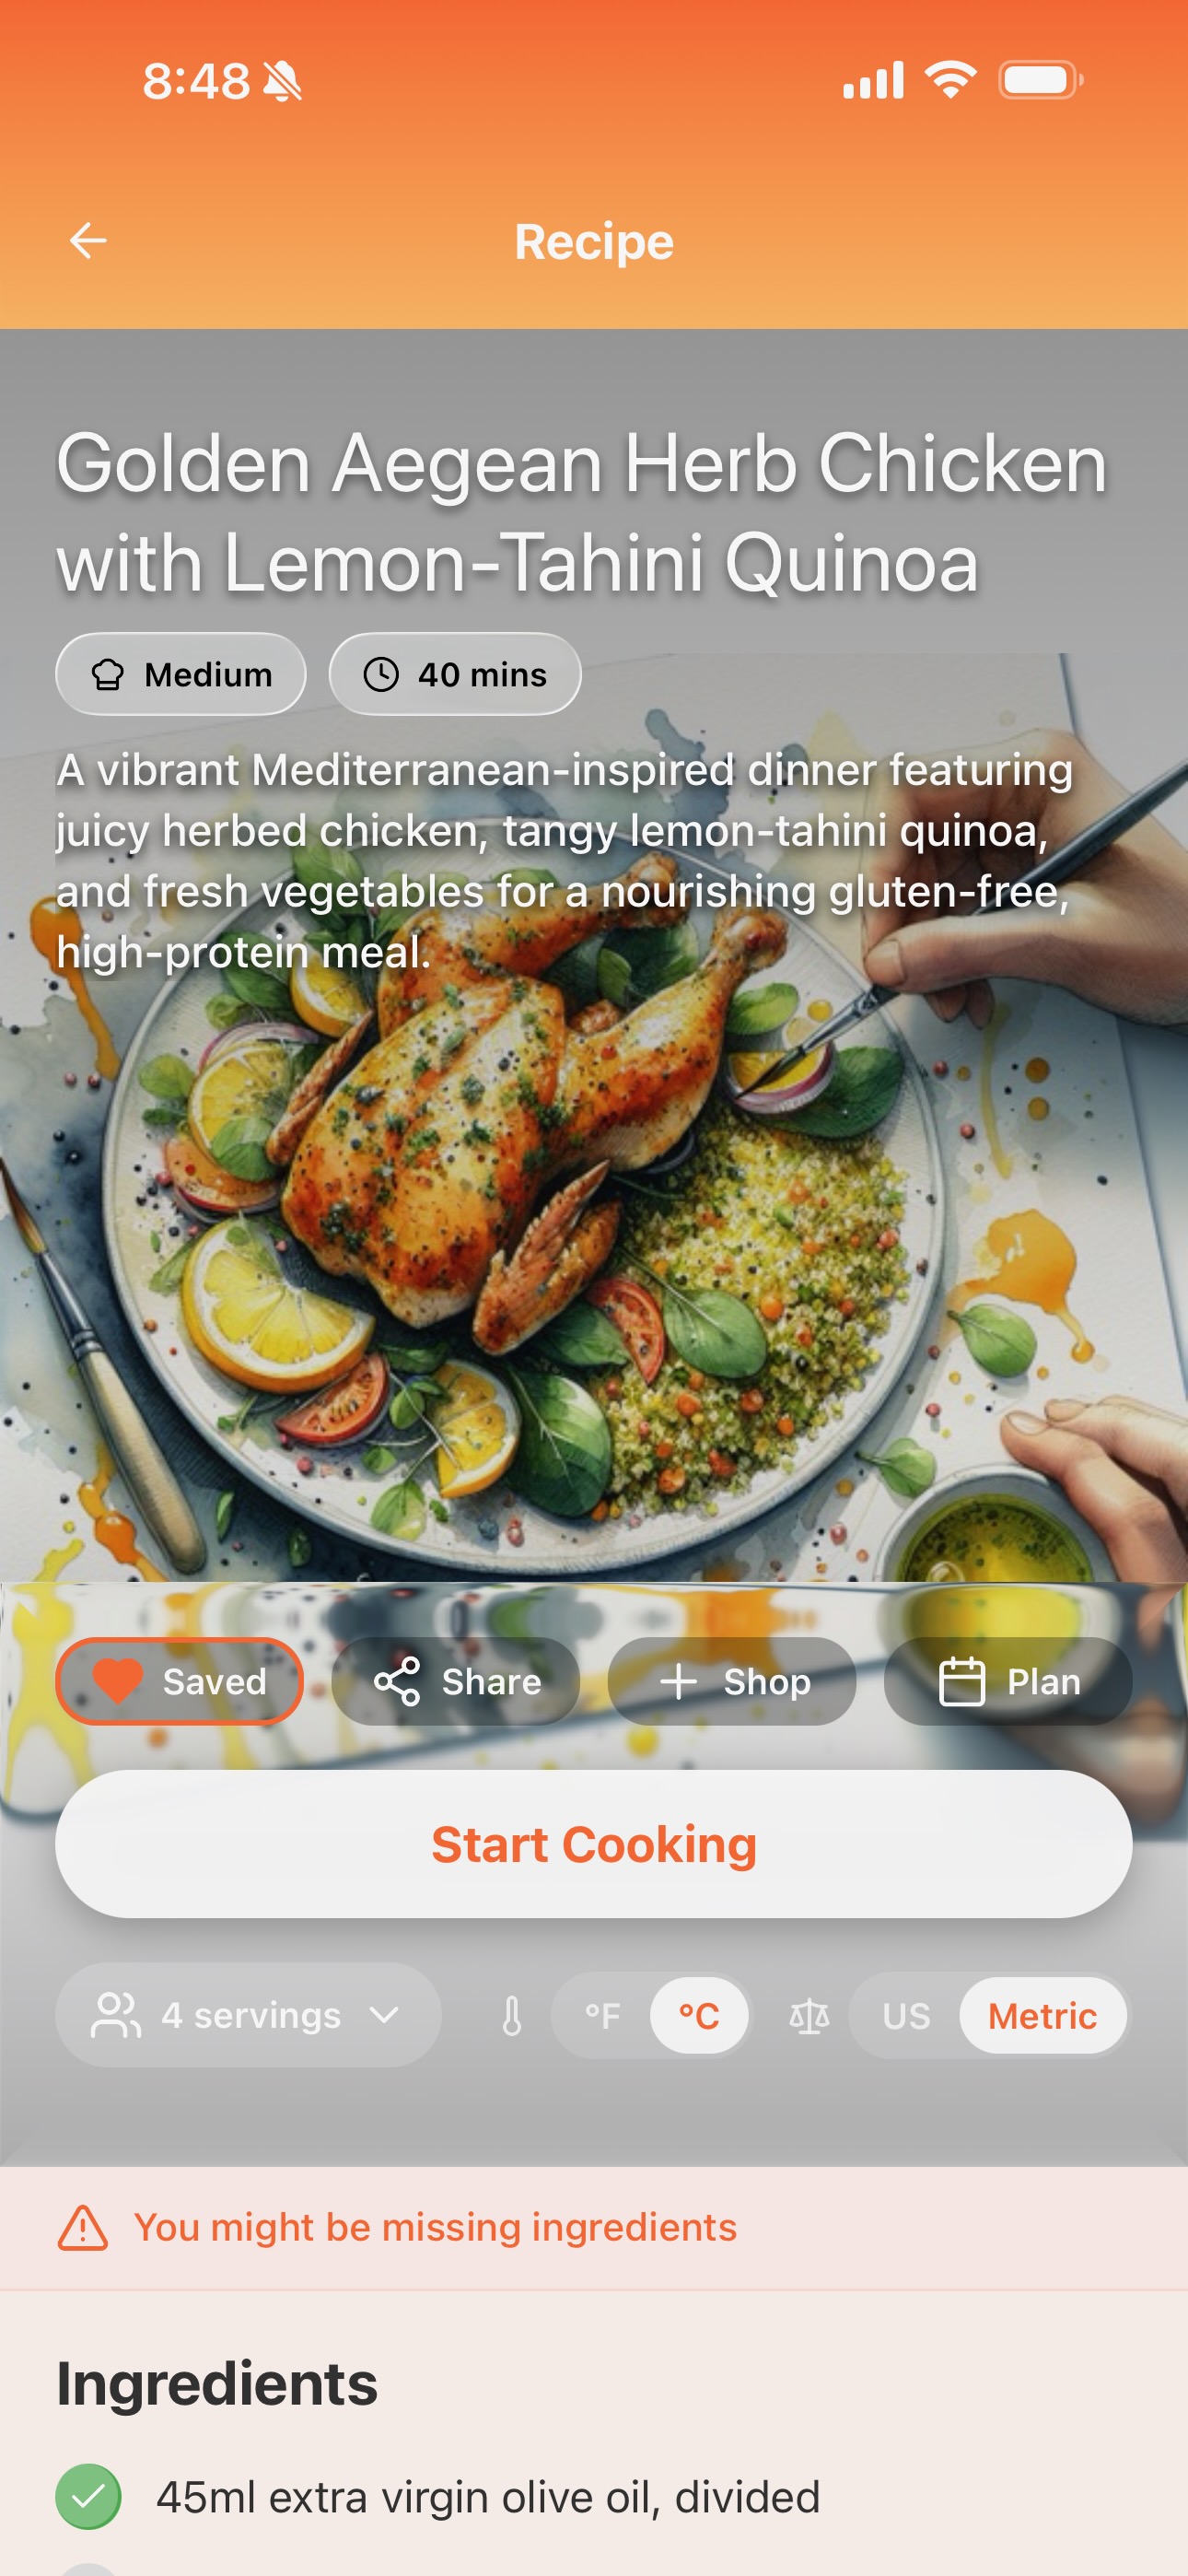 8:48
Recipe
Golden Aegean Herb Chicken
with Lemon-Tahini Quinoa
Medium 40 mins
A vibrant Mediterranean-inspired dinner featuring
juicy herbed chicken, tangy lemon-tahini quinoa,
and fresh vegetables for a nourishing gluten-free,
high-protein meal.
Saved Share Shop Plan
Start Cooking
4 servings °F °C US Metric
You might be missing ingredients
Ingredients
45ml extra virgin olive oil, divided